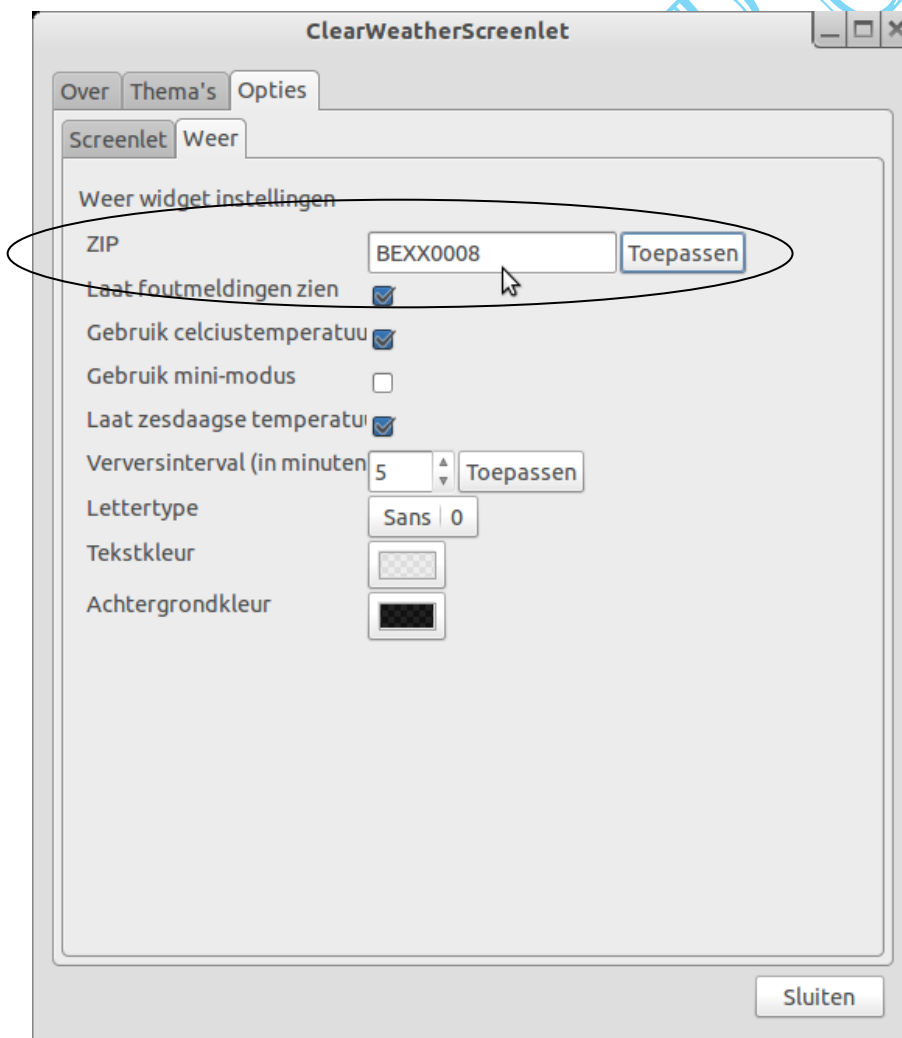 ClearWeatherScreenlet
Over Thema's Opties
Screenlet Weer
Weer widget instellingen
ZIP BEXX0008 Toepassen
Laat foutmeldingen zien
Gebruik celciustemperatuu
Gebruik mini-modus
Laat zesdaagse temperatu
Verversinterval (in minuten 5 Toepassen
Lettertype Sans 0
Tekstkleur
Achtergrondkleur
Sluiten